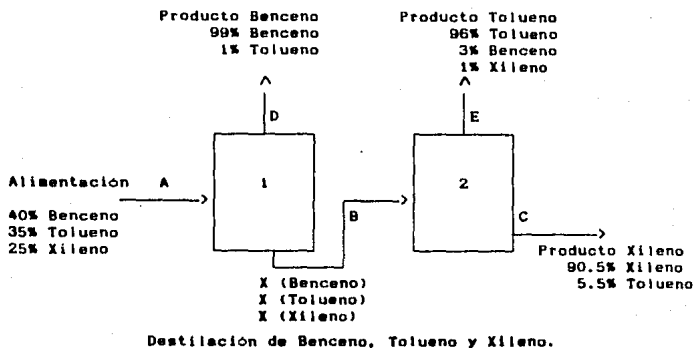 Producto Benceno
99% Benceno
1% Tolueno
Producto Tolueno
96% Tolueno
3% Benceno
1% Xileno
D
E
1
2
Alimentación A
40% Benceno
35% Tolueno
25% Xileno
B
C
X (Benceno)
X (Tolueno)
X (Xileno)
Producto Xileno
90.5% Xileno
5.5% Tolueno
Destilación de Benceno, Tolueno y Xileno.